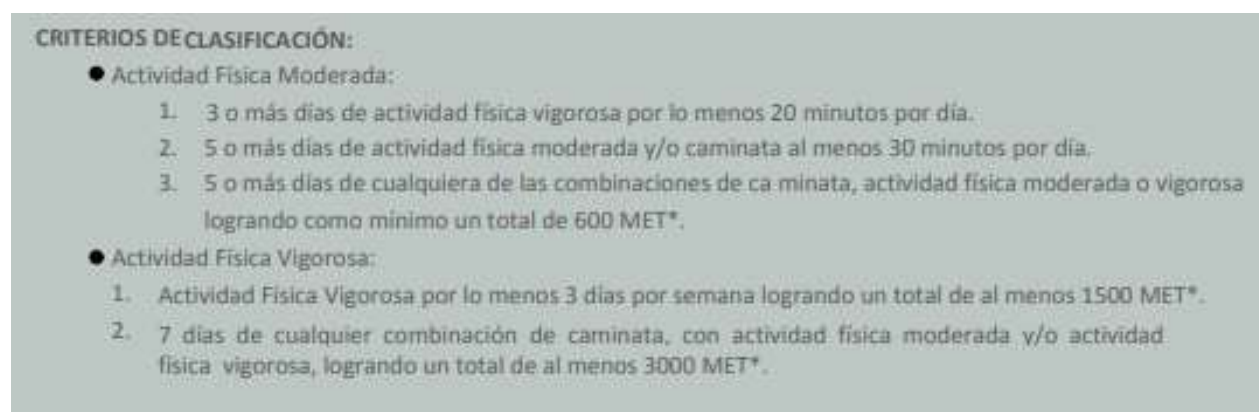 CRITERIOS DE CLASIFICACIÓN:
● Actividad Física Moderada:
1. 3 o más días de actividad física vigorosa por lo menos 20 minutos por día.
2. 5 o más días de actividad física moderada y/o caminata al menos 30 minutos por día.
3. 5 o más días de cualquiera de las combinaciones de ca minata, actividad física moderada o vigorosa
logrando como mínimo un total de 600 MET*.
● Actividad Física Vigorosa:
1. Actividad Física Vigorosa por lo menos 3 días por semana logrando un total de al menos 1500 MET*.
2. 7 días de cualquier combinación de caminata, con actividad física moderada y/o actividad
física vigorosa, logrando un total de al menos 3000 MET*.